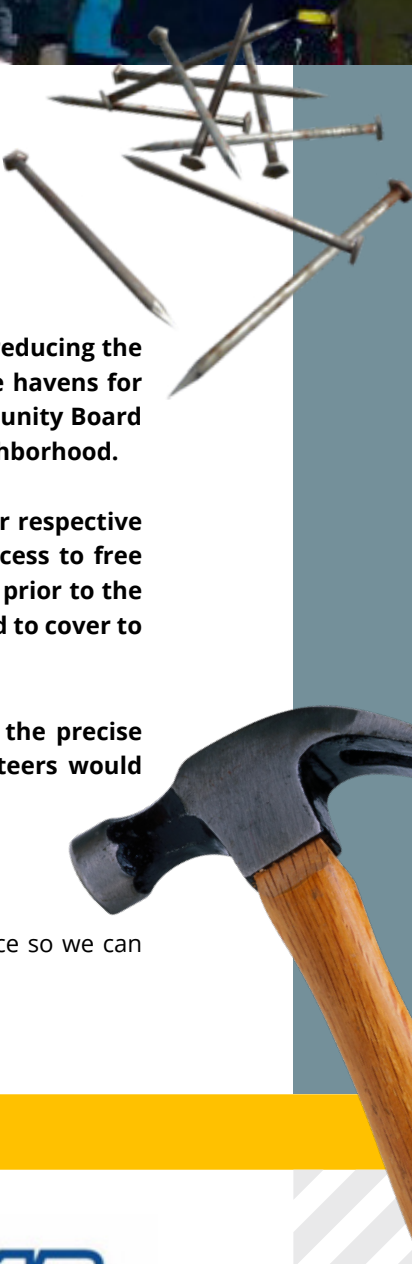 educing the
havens for
unity Board
hborhood.
r respective
cess to free
prior to the
d to cover to
the precise
teers would
ce so we can